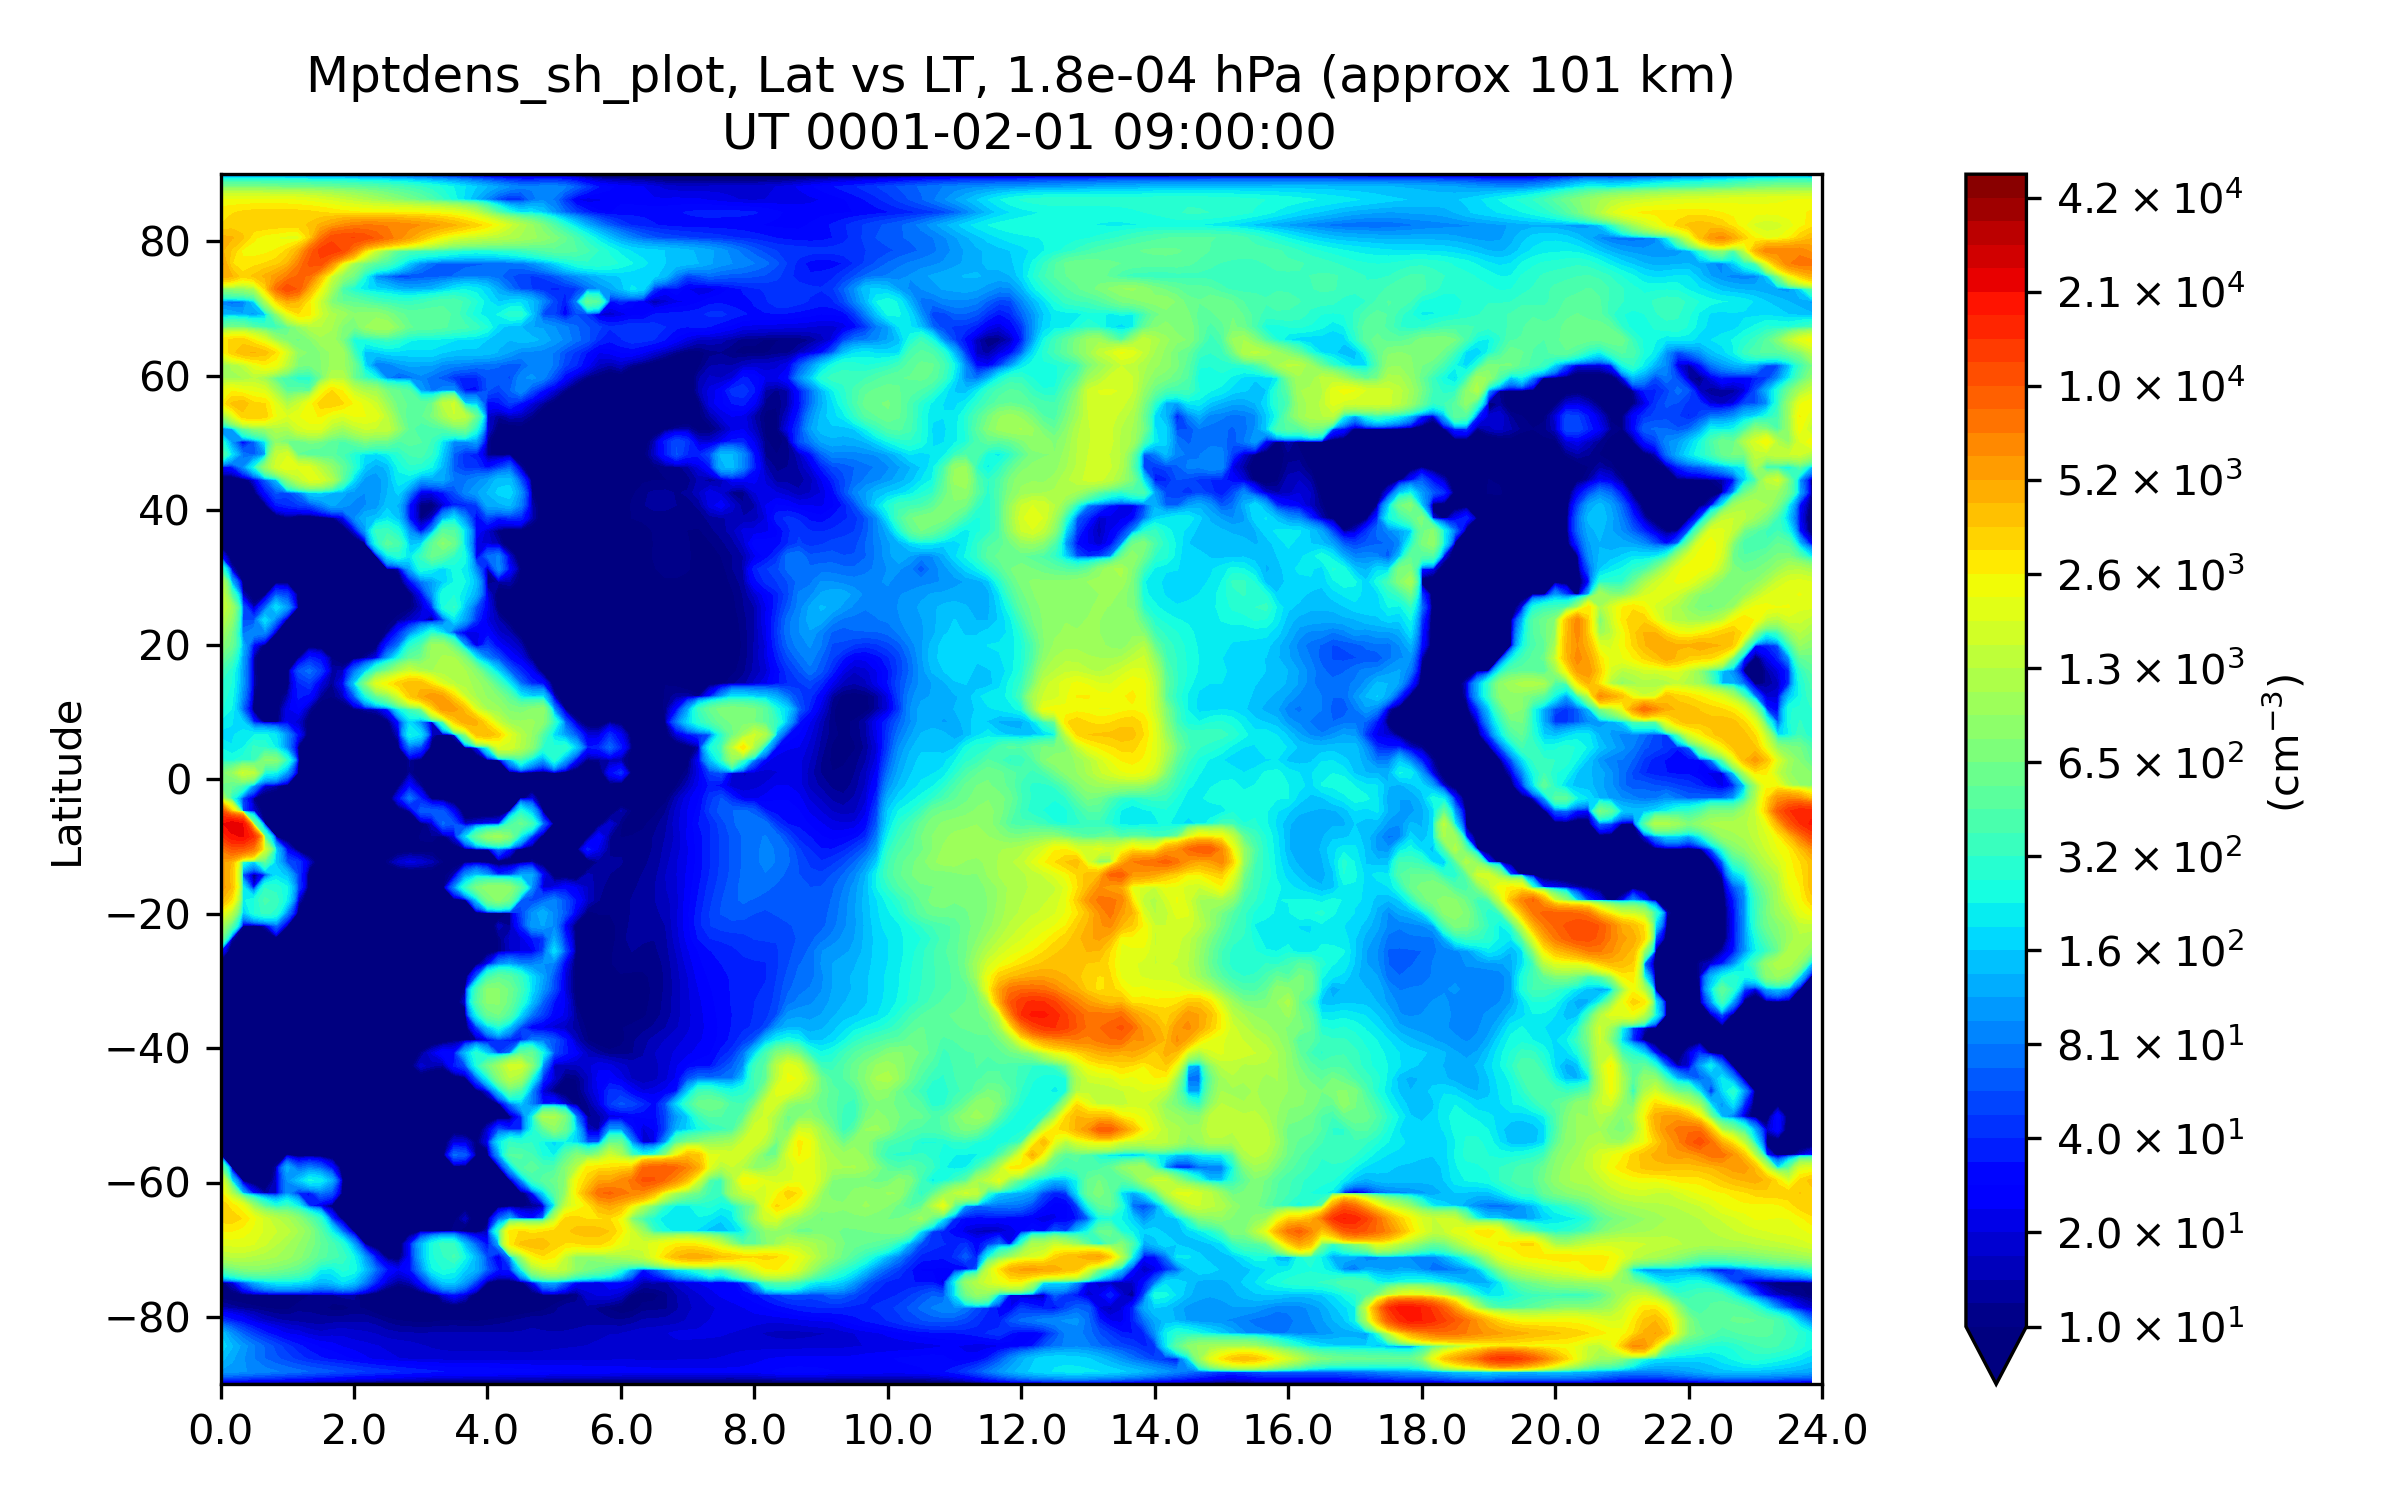 Mptdens_sh_plot, Lat vs LT, 1.8e-04 hPa (approx 101 km)
UT 0001-02-01 09:00:00
Latitude
80
60
40
20
0
−20
−40
−60
−80
0.0 2.0 4.0 6.0 8.0 10.0 12.0 14.0 16.0 18.0 20.0 22.0 24.0
4.2 × 10⁴
2.1 × 10⁴
1.0 × 10⁴
5.2 × 10³
2.6 × 10³
1.3 × 10³
6.5 × 10²
3.2 × 10²
1.6 × 10²
8.1 × 10¹
4.0 × 10¹
2.0 × 10¹
1.0 × 10¹
(cm⁻³)